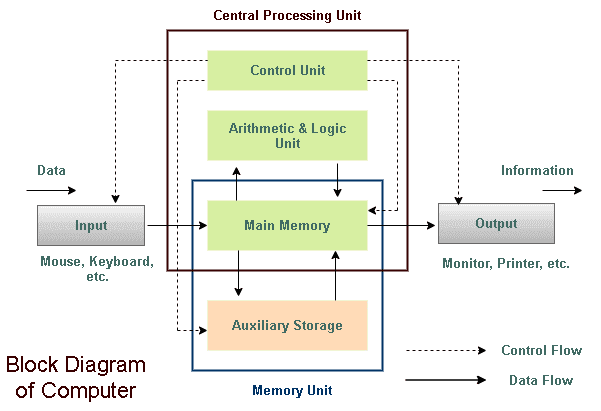 Central Processing Unit
Control Unit
Arithmetic & Logic
Unit
Data
Information
Input
Main Memory
Output
Mouse, Keyboard,
etc.
Monitor, Printer, etc.
Auxiliary Storage
Block Diagram
of Computer
Control Flow
Data Flow
Memory Unit